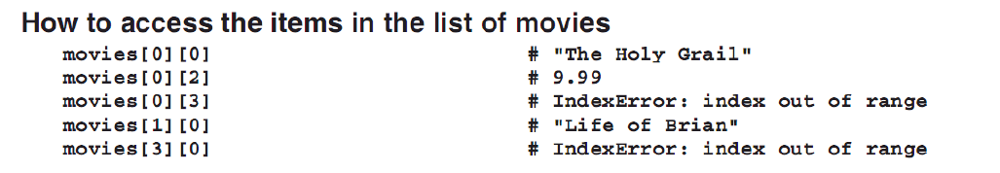 How to access the items in the list of movies
movies[0][0] # "The Holy Grail"
movies[0][2] # 9.99
movies[0][3] # IndexError: index out of range
movies[1][0] # "Life of Brian"
movies[3][0] # IndexError: index out of range